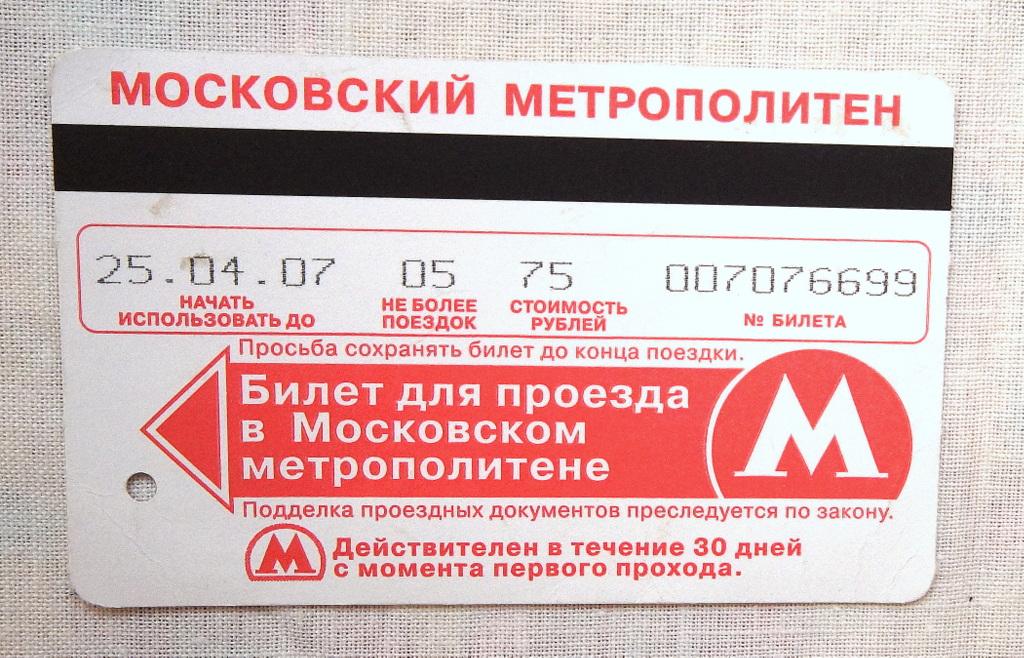 МОСКОВСКИЙ МЕТРОПОЛИТЕН
25.04.07 05 75 007076699
НАЧАТЬ ИСПОЛЬЗОВАТЬ ДО
НЕ БОЛЕЕ ПОЕЗДОК
СТОИМОСТЬ РУБЛЕЙ
№ БИЛЕТА
Просьба сохранять билет до конца поездки.
Билет для проезда
в Московском
метрополитене
М
Подделка проездных документов преследуется по закону.
М
Действителен в течение 30 дней
с момента первого прохода.